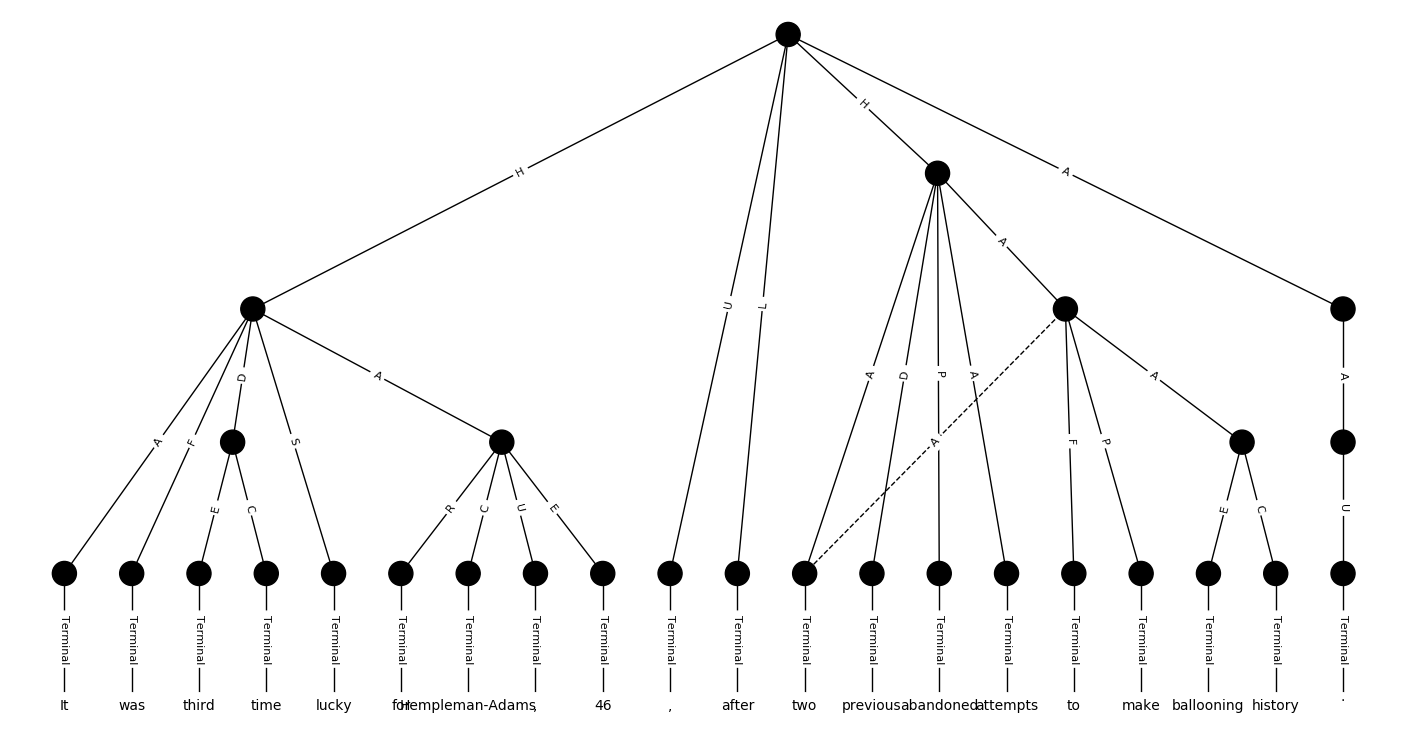 H
H
A
A
U
L
A
D
A
A
D
P
A
A
A
F
S
A
F
P
U
E
C
R
C
U
E
E
C
Terminal Terminal Terminal Terminal Terminal Terminal Terminal Terminal Terminal Terminal Terminal Terminal Terminal Terminal Terminal Terminal Terminal Terminal Terminal Terminal
It was third time lucky for Hempleman-Adams , 46 , after two previous abandoned attempts to make ballooning history .